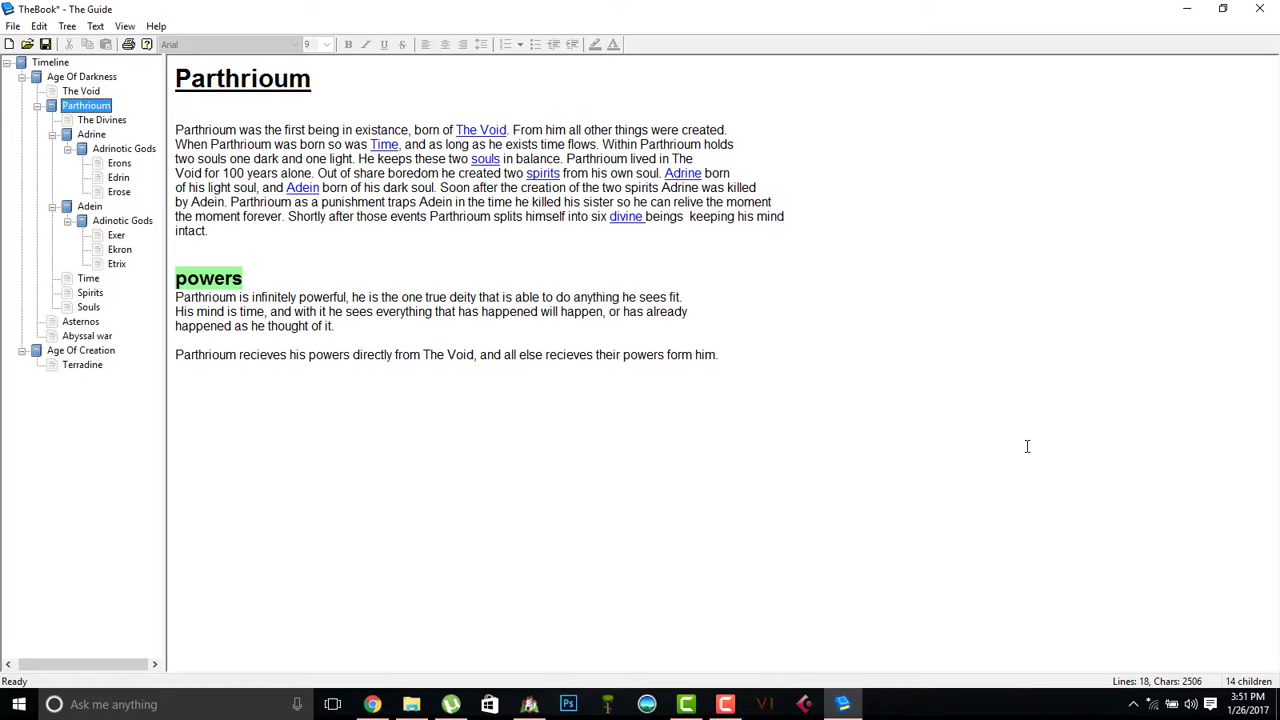 TheBook* - The Guide
File Edit Tree Text View Help
Arial 9
Timeline
Age Of Darkness
The Void
Parthrioum
The Divines
Adrine
Adrinotic Gods
Erons
Edrin
Erose
Adein
Adinotic Gods
Exer
Ekron
Etrix
Time
Spirits
Souls
Asternos
Abyssal war
Age Of Creation
Terradine
Parthrioum
Parthrioum was the first being in existance, born of The Void. From him all other things were created.
When Parthrioum was born so was Time, and as long as he exists time flows. Within Parthrioum holds
two souls one dark and one light. He keeps these two souls in balance. Parthrioum lived in The
Void for 100 years alone. Out of share boredom he created two spirits from his own soul. Adrine born
of his light soul, and Adein born of his dark soul. Soon after the creation of the two spirits Adrine was killed
by Adein. Parthrioum as a punishment traps Adein in the time he killed his sister so he can relive the moment
the moment forever. Shortly after those events Parthrioum splits himself into six divine beings keeping his mind
intact.
powers
Parthrioum is infinitely powerful, he is the one true deity that is able to do anything he sees fit.
His mind is time, and with it he sees everything that has happened will happen, or has already
happened as he thought of it.
Parthrioum recieves his powers directly from The Void, and all else recieves their powers form him.
Ready
Lines: 18, Chars: 2506 14 children
Ask me anything
3:51 PM
1/26/2017